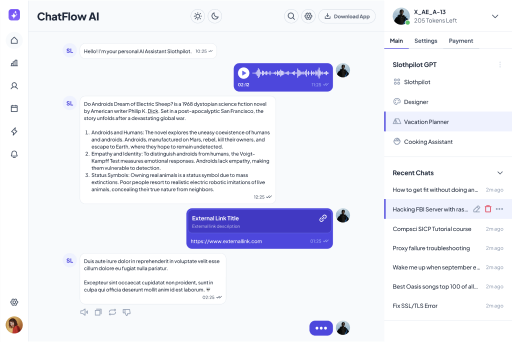 ChatFlow AI
Download App
SL
Hello! I'm your personal AI Assistant Slothpilot.
10:25
02:12
11:25
SL
Do Androids Dream of Electric Sheep? is a 1968 dystopian science fiction novel
by American writer Philip K. Dick. Set in a post-apocalyptic San Francisco, the
story unfolds after a devastating global war.
1. Androids and Humans: The novel explores the uneasy coexistence of humans
and androids. Androids, manufactured on Mars, rebel, kill their owners, and
escape to Earth, where they hope to remain undetected.
2. Empathy and Identity: To distinguish androids from humans, the Voigt-
Kampff Test measures emotional responses. Androids lack empathy, making
them vulnerable to detection.
3. Status Symbols: Owning real animals is a status symbol due to mass
extinctions. Poor people resort to realistic electric robotic imitations of live
animals, concealing their true nature from neighbors.
12:25
External Link Title
External link description
https://www.externallink.com
SL
Duis aute irure dolor in reprehenderit in voluptate velit esse
cillum dolore eu fugiat nulla pariatur.
Excepteur sint occaecat cupidatat non proident, sunt in
culpa qui officia deserunt mollit anim id est laborum.
02:25
X_AE_A-13
205 Tokens Left
Main
Settings
Payment
Slothpilot GPT
Slothpilot
Designer
Vacation Planner
Cooking Assistant
Recent Chats
How to get fit without doing an...
2m ago
Hacking FBI Server with ras...
Compsci SICP Tutorial course
2m ago
Proxy failure troubleshooting
2m ago
Wake me up when september e...
2m ago
Best Oasis songs top 100 of all...
2m ago
Fix SSL/TLS Error
2m ago